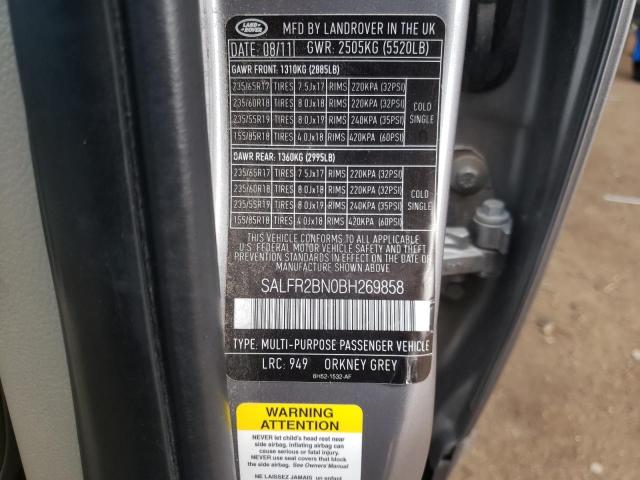 LAND ROVER
MFD BY LANDROVER IN THE UK
DATE: 08/11 GWR: 2505KG (5520LB)
GAWR FRONT: 1310KG (2885LB)
235/65R17 TIRES 7.5Jx17 RIMS 220KPA (32PSI)
235/60R18 TIRES 8.0Jx18 RIMS 220KPA (32PSI)
235/55R19 TIRES 8.0Jx19 RIMS 240KPA (35PSI)
155/85R18 TIRES 4.0Jx18 RIMS 420KPA (60PSI)
COLD
SINGLE
GAWR REAR: 1360KG (2995LB)
235/65R17 TIRES 7.5Jx17 RIMS 220KPA (32PSI)
235/60R18 TIRES 8.0Jx18 RIMS 220KPA (32PSI)
235/55R19 TIRES 8.0Jx19 RIMS 240KPA (35PSI)
155/85R18 TIRES 4.0Jx18 RIMS 420KPA (60PSI)
COLD
SINGLE
THIS VEHICLE CONFORMS TO ALL APPLICABLE
U.S. FEDERAL MOTOR VEHICLE SAFETY AND THEFT
PREVENTION STANDARDS IN EFFECT ON THE DATE OF
MANUFACTURE SHOWN ABOVE
SALFR2BN0BH269858
TYPE: MULTI-PURPOSE PASSENGER VEHICLE
LRC: 949 ORKNEY GREY
6H52-1532-AF
WARNING
ATTENTION
NEVER let child's head rest near
side airbag, inflating airbag can
cause serious or fatal injury.
NEVER use seat covers that block
the side airbag. See Owners Manual
NE LAISSEZ JAMAIS un enfant